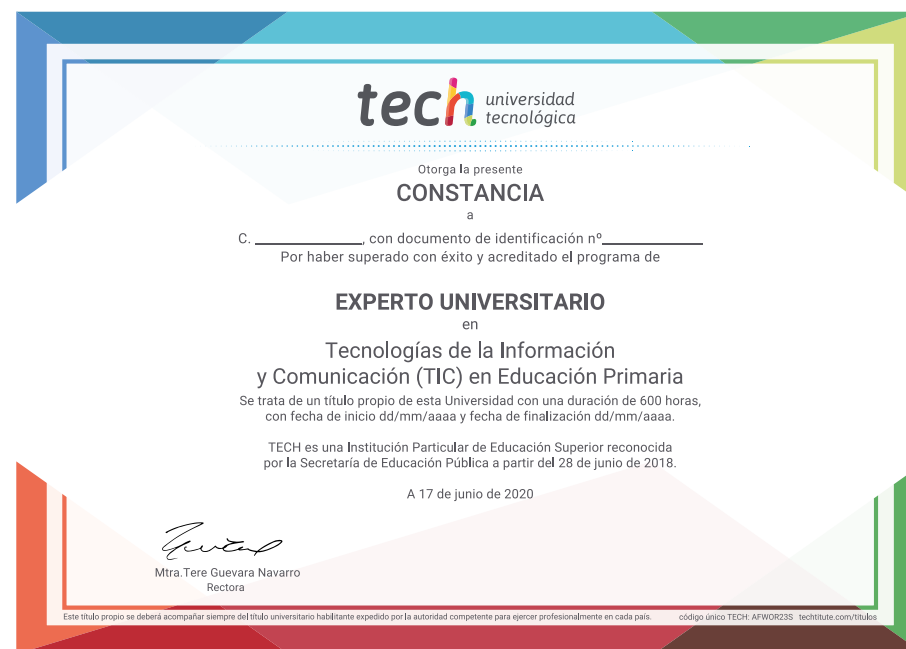 tech universidad
tecnológica
Otorga la presente
CONSTANCIA
a
C. ____________, con documento de identificación nº____________
Por haber superado con éxito y acreditado el programa de
EXPERTO UNIVERSITARIO
en
Tecnologías de la Información
y Comunicación (TIC) en Educación Primaria
Se trata de un título propio de esta Universidad con una duración de 600 horas,
con fecha de inicio dd/mm/aaaa y fecha de finalización dd/mm/aaaa.
TECH es una Institución Particular de Educación Superior reconocida
por la Secretaría de Educación Pública a partir del 28 de junio de 2018.
A 17 de junio de 2020
Mtra.Tere Guevara Navarro
Rectora
Este título propio se deberá acompañar siempre del título universitario habilitante expedido por la autoridad competente para ejercer profesionalmente en cada país. código único TECH: AFWOR23S techtitute.com/titulos